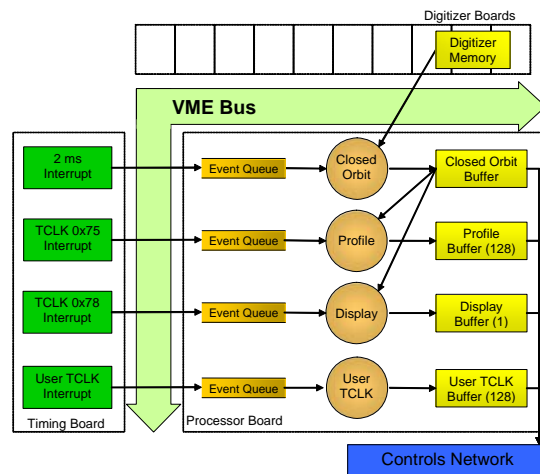 Digitizer Boards
Digitizer
Memory
VME Bus
2 ms
Interrupt
Event Queue
Closed
Orbit
Closed Orbit
Buffer
TCLK 0x75
Interrupt
Event Queue
Profile
Profile
Buffer (128)
TCLK 0x78
Interrupt
Event Queue
Display
Display
Buffer (1)
User TCLK
Interrupt
Event Queue
User
TCLK
User TCLK
Buffer (128)
Timing Board
Processor Board
Controls Network